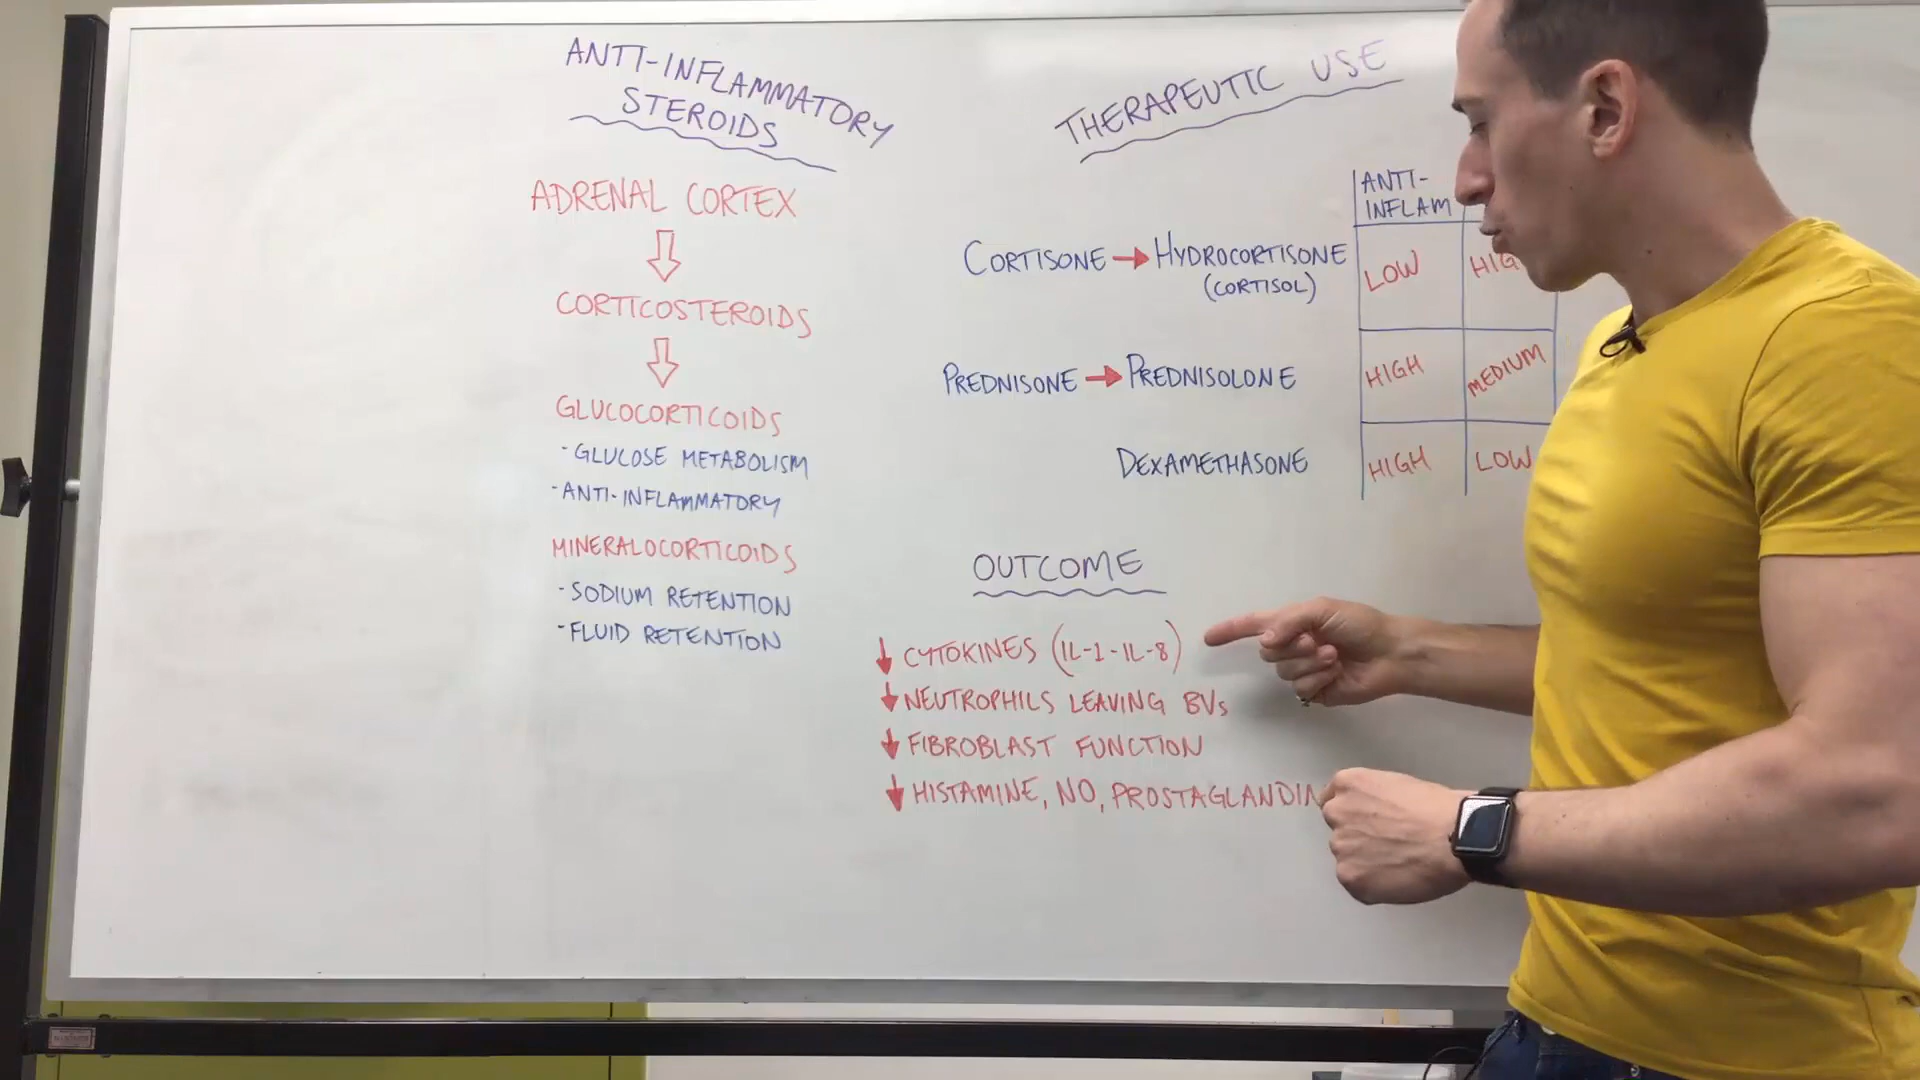 ANTI-INFLAMMATORY
STEROIDS
ADRENAL CORTEX
CORTICOSTEROIDS
GLUCOCORTICOIDS
- GLUCOSE METABOLISM
- ANTI-INFLAMMATORY
MINERALOCORTICOIDS
- SODIUM RETENTION
- FLUID RETENTION
THERAPEUTIC USE
ANTI-
INFLAM
CORTISONE → HYDROCORTISONE
(CORTISOL)
LOW HIG
PREDNISONE → PREDNISOLONE HIGH MEDIUM
DEXAMETHASONE HIGH LOW
OUTCOME
↓ CYTOKINES (IL-1-IL-8)
↓ NEUTROPHILS LEAVING BVs
↓ FIBROBLAST FUNCTION
↓ HISTAMINE, NO, PROSTAGLANDIN